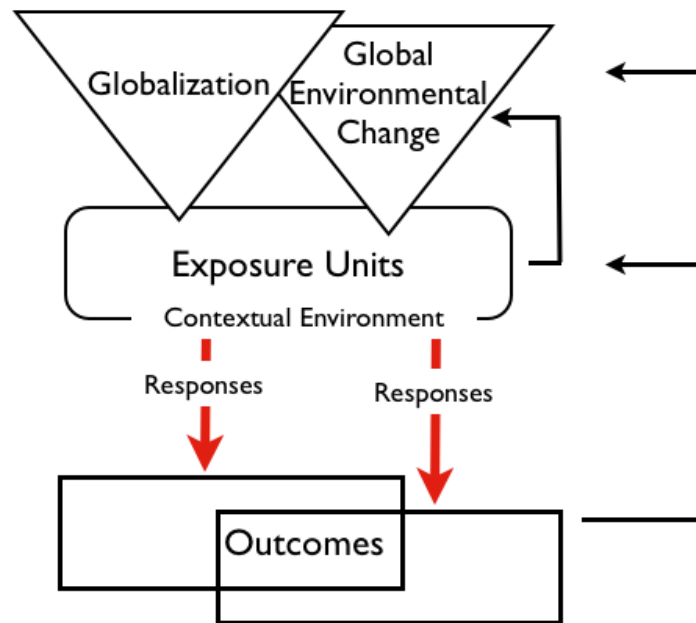 Globalization
Global
Environmental
Change
Exposure Units
Contextual Environment
Responses
Responses
Outcomes